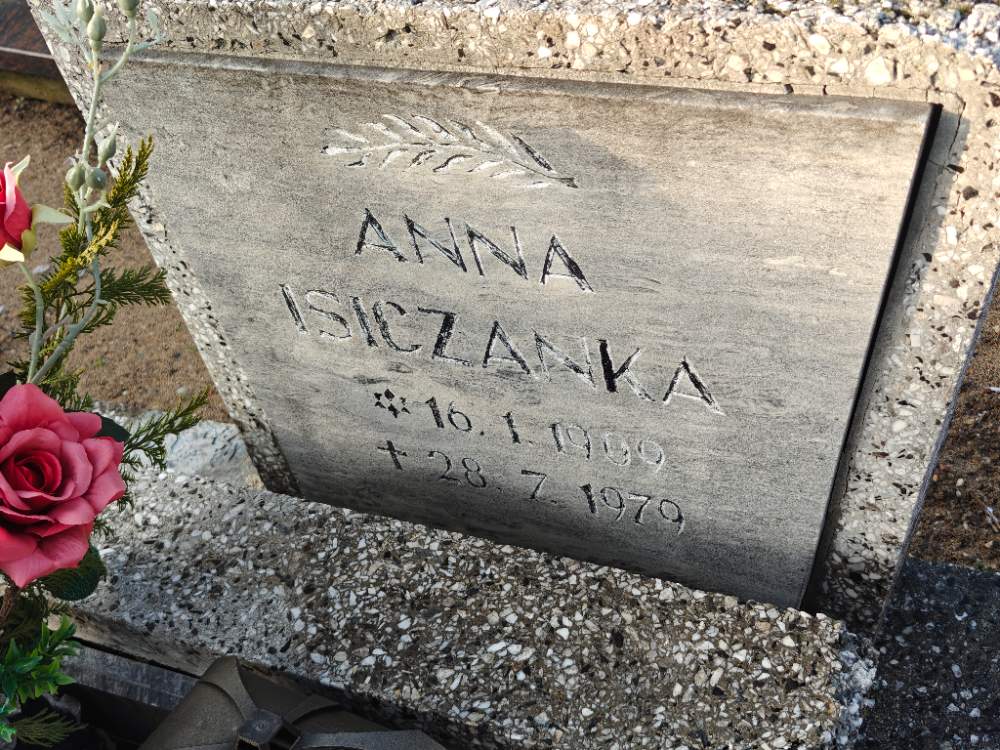 ANNA
ISICZANKA
* 16. 1. 1909
✝ 28. 7. 1979